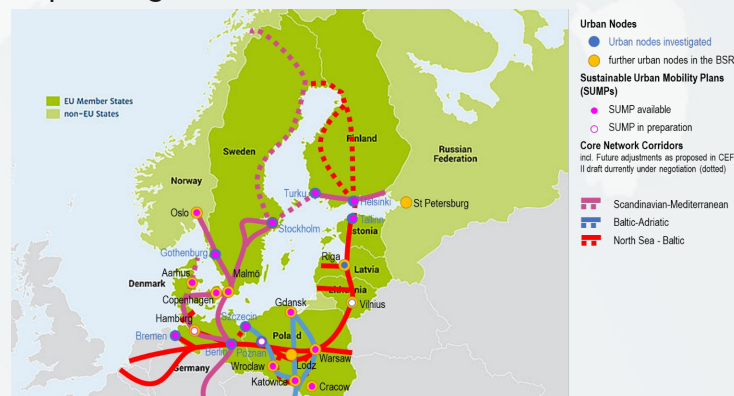 EU Member States
non-EU States
Sweden
Finland
Russian
Federation
Norway
Turku
Helsinki
St Petersburg
Oslo
Tallinn
Stockholm
Estonia
Gothenburg
Riga
Latvia
Aarhus
Malmö
Lithuania
Denmark
Copenhagen
Gdansk
Vilnius
Hamburg
Szczecin
Bremen
Poland
Berlin
Poznan
Warsaw
Germany
Wroclaw
Lodz
Katowice
Cracow
Urban Nodes
Urban nodes investigated
further urban nodes in the BSR
Sustainable Urban Mobility Plans
(SUMPs)
SUMP available
SUMP in preparation
Core Network Corridors
incl. Future adjustments as proposed in CEF
II draft durrently under negotiation (dotted)
Scandinavian-Mediterranean
Baltic-Adriatic
North Sea - Baltic